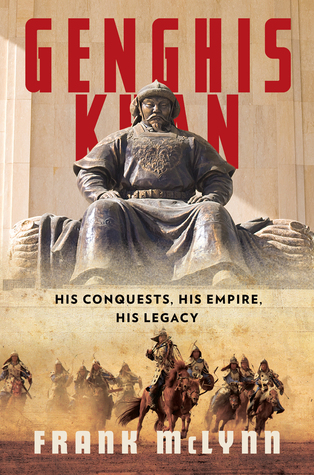 GENGHIS
KHAN
HIS CONQUESTS, HIS EMPIRE,
HIS LEGACY
FRANK McLYNN